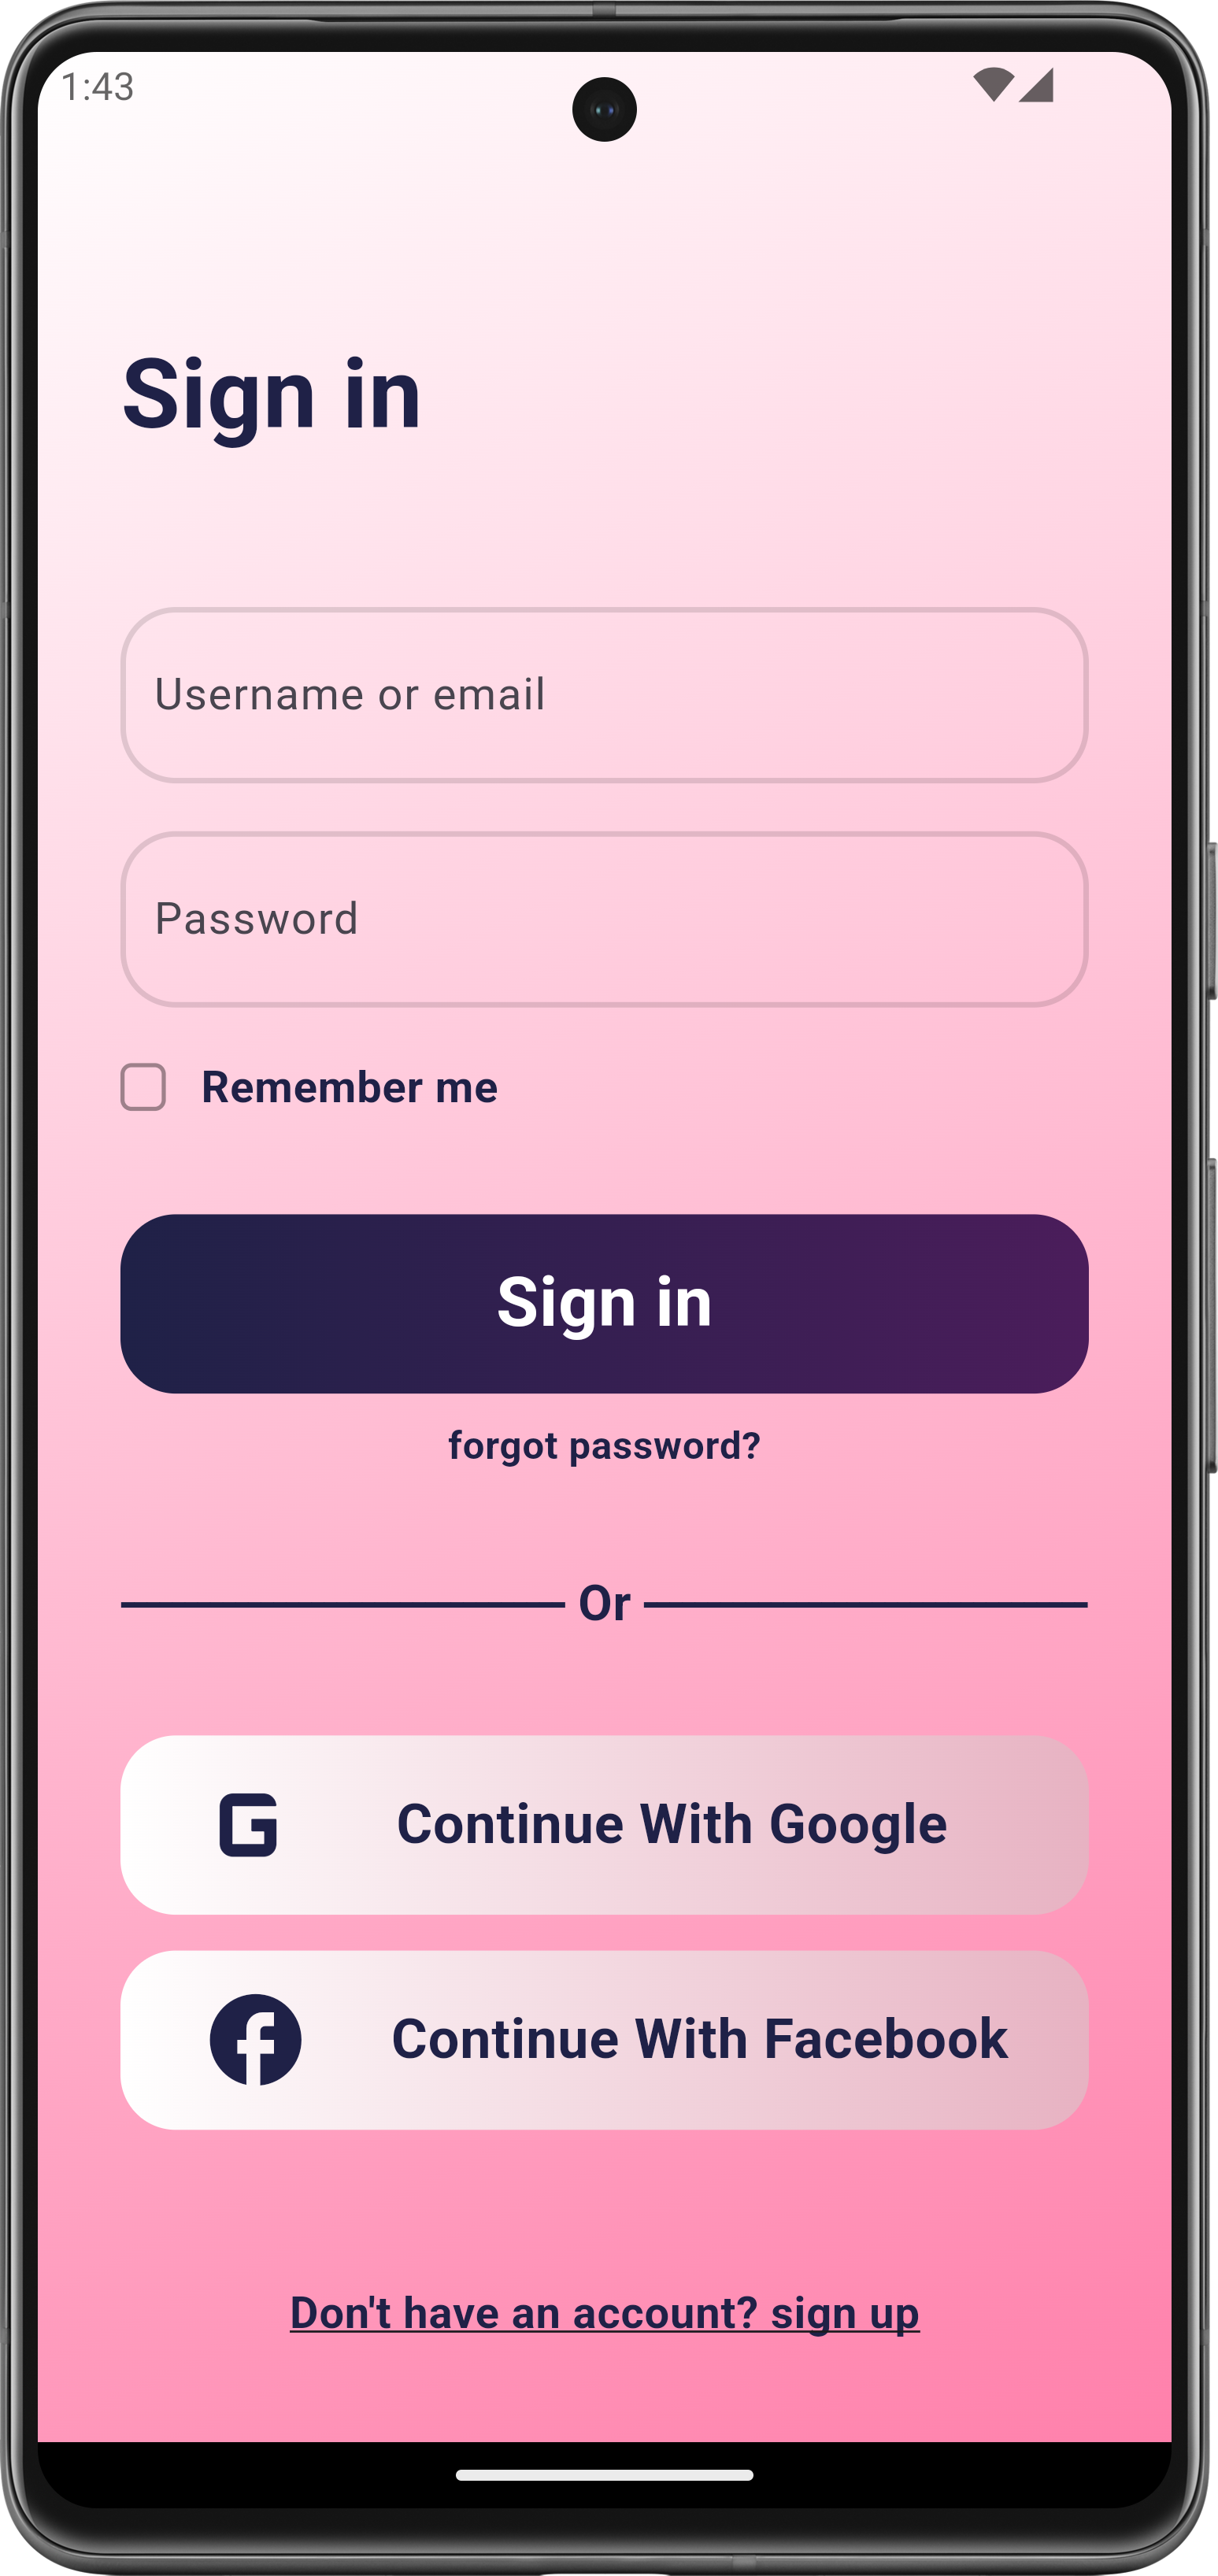 1:43
Sign in
Username or email
Password
Remember me
Sign in
forgot password?
Or
G Continue With Google
Continue With Facebook
Don't have an account? sign up